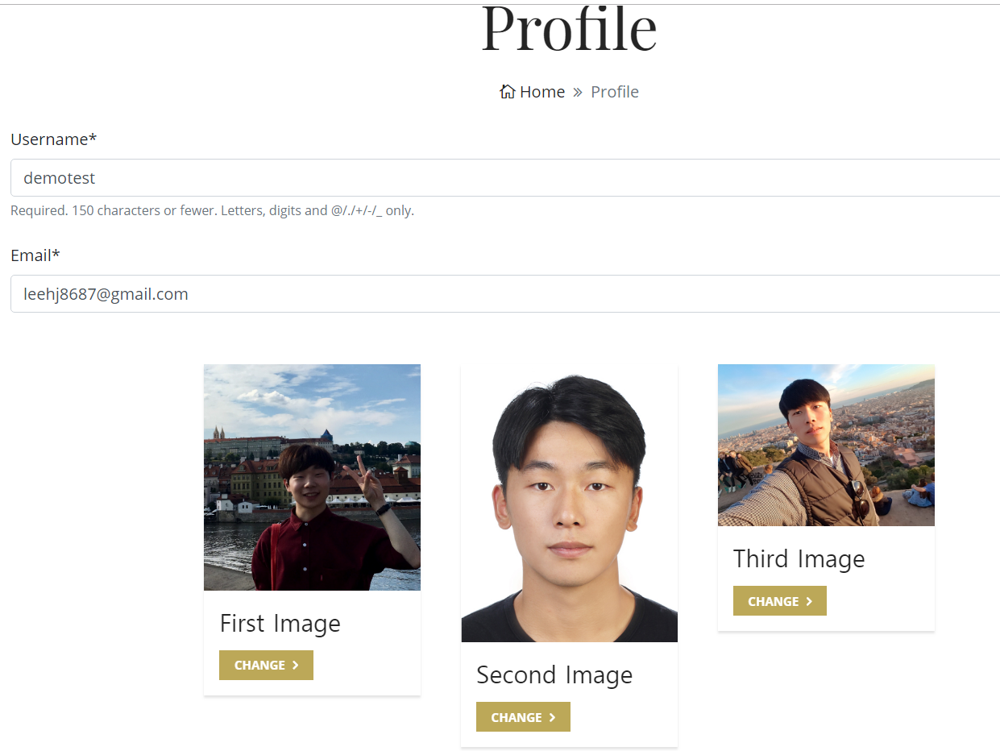 Profile
Home » Profile
Username*
demotest
Required. 150 characters or fewer. Letters, digits and @/./+/-/_ only.
Email*
leehj8687@gmail.com
First Image
CHANGE >
Second Image
CHANGE >
Third Image
CHANGE >